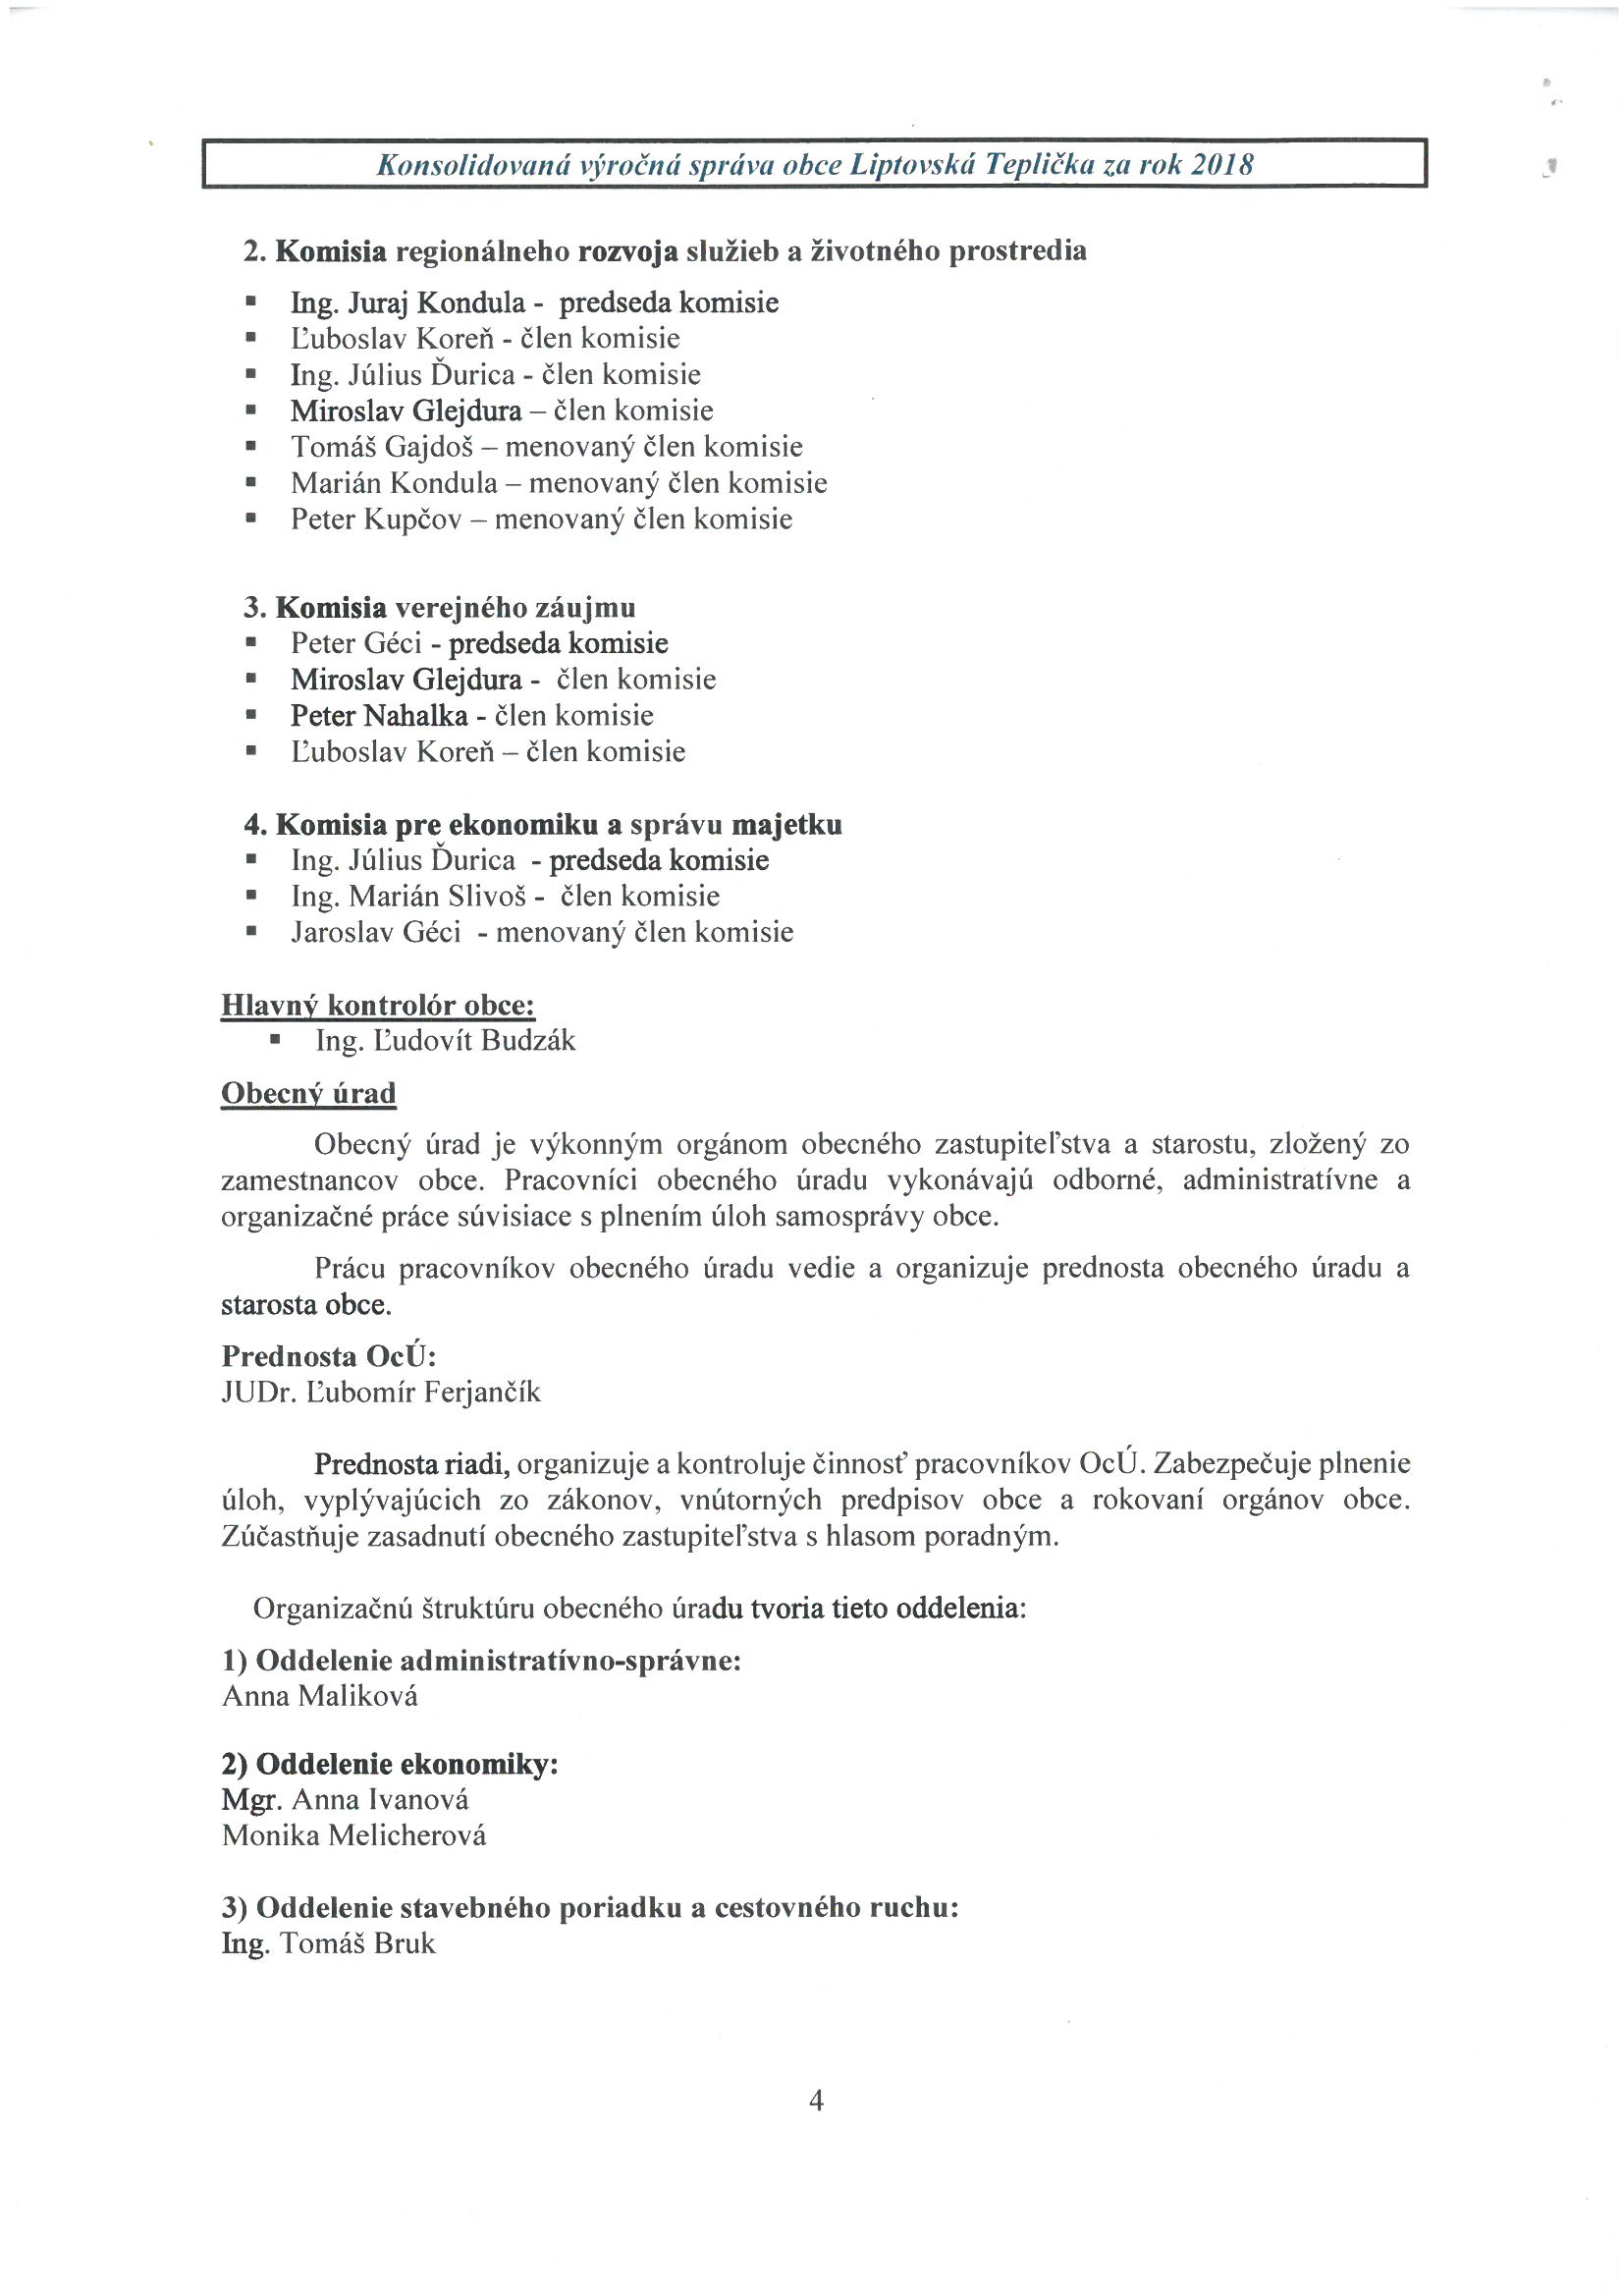 Konsolidovaná výročná správa obce Liptovská Teplička za rok 2018
2. Komisia regionálneho rozvoja služieb a životného prostredia
▪ Ing. Juraj Kondula - predseda komisie
▪ Ľuboslav Koreň - člen komisie
▪ Ing. Július Ďurica - člen komisie
▪ Miroslav Glejdura – člen komisie
▪ Tomáš Gajdoš – menovaný člen komisie
▪ Marián Kondula – menovaný člen komisie
▪ Peter Kupčov – menovaný člen komisie
3. Komisia verejného záujmu
▪ Peter Géci - predseda komisie
▪ Miroslav Glejdura - člen komisie
▪ Peter Nahalka - člen komisie
▪ Ľuboslav Koreň – člen komisie
4. Komisia pre ekonomiku a správu majetku
▪ Ing. Július Ďurica - predseda komisie
▪ Ing. Marián Slivoš - člen komisie
▪ Jaroslav Géci - menovaný člen komisie
Hlavný kontrolór obce:
▪ Ing. Ľudovít Budzák
Obecný úrad
Obecný úrad je výkonným orgánom obecného zastupiteľstva a starostu, zložený zo
zamestnancov obce. Pracovníci obecného úradu vykonávajú odborné, administratívne a
organizačné práce súvisiace s plnením úloh samosprávy obce.
Prácu pracovníkov obecného úradu vedie a organizuje prednosta obecného úradu a
starosta obce.
Prednosta OcÚ:
JUDr. Ľubomír Ferjančík
Prednosta riadi, organizuje a kontroluje činnosť pracovníkov OcÚ. Zabezpečuje plnenie
úloh, vyplývajúcich zo zákonov, vnútorných predpisov obce a rokovaní orgánov obce.
Zúčastňuje zasadnutí obecného zastupiteľstva s hlasom poradným.
Organizačnú štruktúru obecného úradu tvoria tieto oddelenia:
1) Oddelenie administratívno-správne:
Anna Maliková
2) Oddelenie ekonomiky:
Mgr. Anna Ivanová
Monika Melicherová
3) Oddelenie stavebného poriadku a cestovného ruchu:
Ing. Tomáš Bruk
4